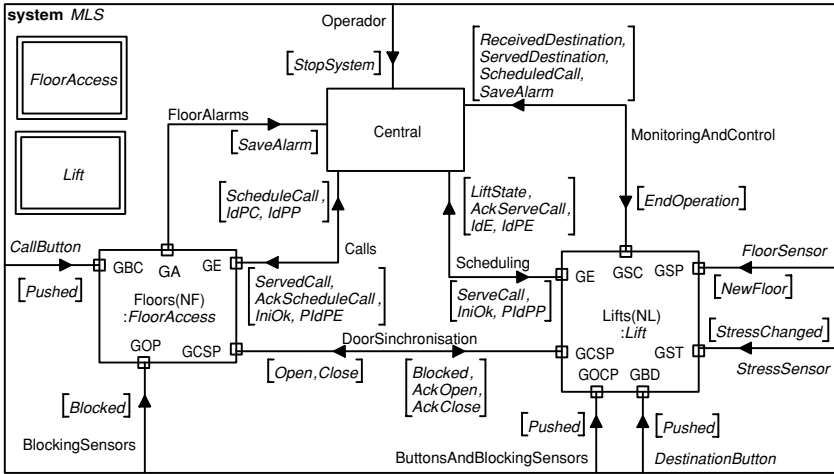 system MLS
Operador
[StopSystem]
[ReceivedDestination,
ServedDestination,
ScheduledCall,
SaveAlarm]
FloorAccess
FloorAlarms
[SaveAlarm]
Central
MonitoringAndControl
Lift
[ScheduleCall,
IdPC, IdPP]
[LiftState,
AckServeCall,
IdE, IdPE]
[EndOperation]
CallButton
[Pushed]
GBC
GA
GE
Calls
[ServedCall,
AckScheduleCall,
IniOk, PIdPE]
Floors(NF)
:FloorAccess
GOP
GCSP
Scheduling
[ServeCall,
IniOk, PIdPP]
GE
GSC
GSP
FloorSensor
[NewFloor]
Lifts(NL)
:Lift
[StressChanged]
StressSensor
GST
GCSP
GOCP
GBD
DoorSinchronisation
[Open,Close]
[Blocked,
AckOpen,
AckClose]
[Blocked]
BlockingSensors
[Pushed]
ButtonsAndBlockingSensors
[Pushed]
DestinationButton